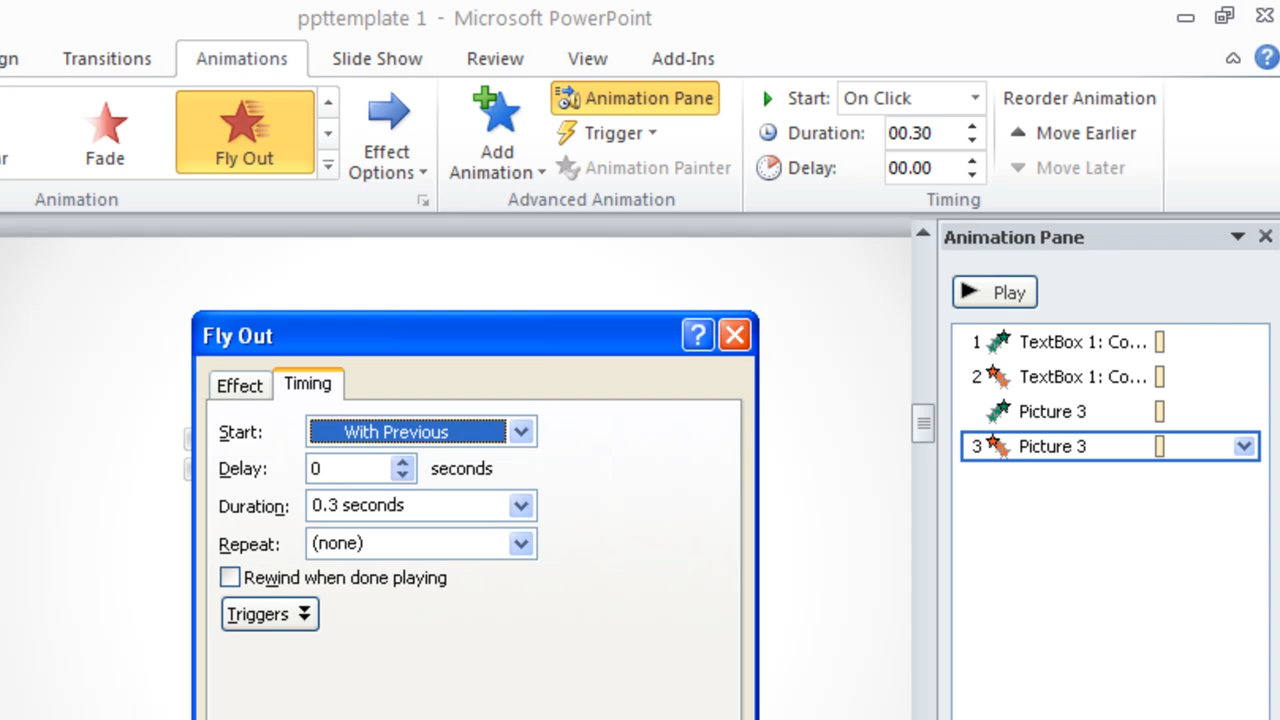 ppttemplate 1 - Microsoft PowerPoint
gn Transitions Animations Slide Show Review View Add-Ins
ar Fade Fly Out
Effect Options
Add Animation
Animation Pane
Trigger
Animation Painter
Start: On Click
Duration: 00.30
Delay: 00.00
Reorder Animation
Move Earlier
Move Later
Animation Advanced Animation Timing
Animation Pane
Play
1 TextBox 1: Co...
2 TextBox 1: Co...
Picture 3
3 Picture 3
Fly Out
Effect Timing
Start: With Previous
Delay: 0 seconds
Duration: 0.3 seconds
Repeat: (none)
Rewind when done playing
Triggers